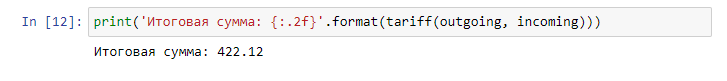 In [12]: print('Итоговая сумма: {:.2f}'.format(tariff(outgoing, incoming)))
Итоговая сумма: 422.12